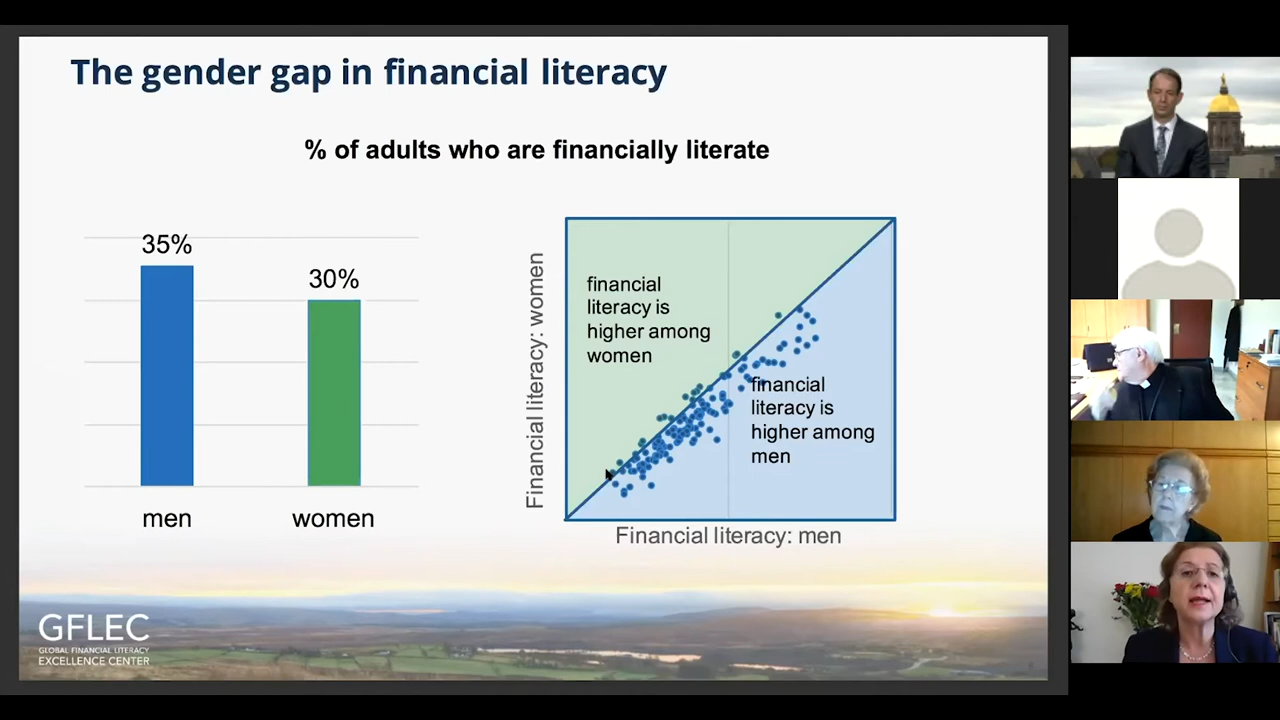 The gender gap in financial literacy
% of adults who are financially literate
35%
30%
men
women
Financial literacy: women
financial
literacy is
higher among
women
financial
literacy is
higher among
men
Financial literacy: men
GFLEC
GLOBAL FINANCIAL LITERACY
EXCELLENCE CENTER